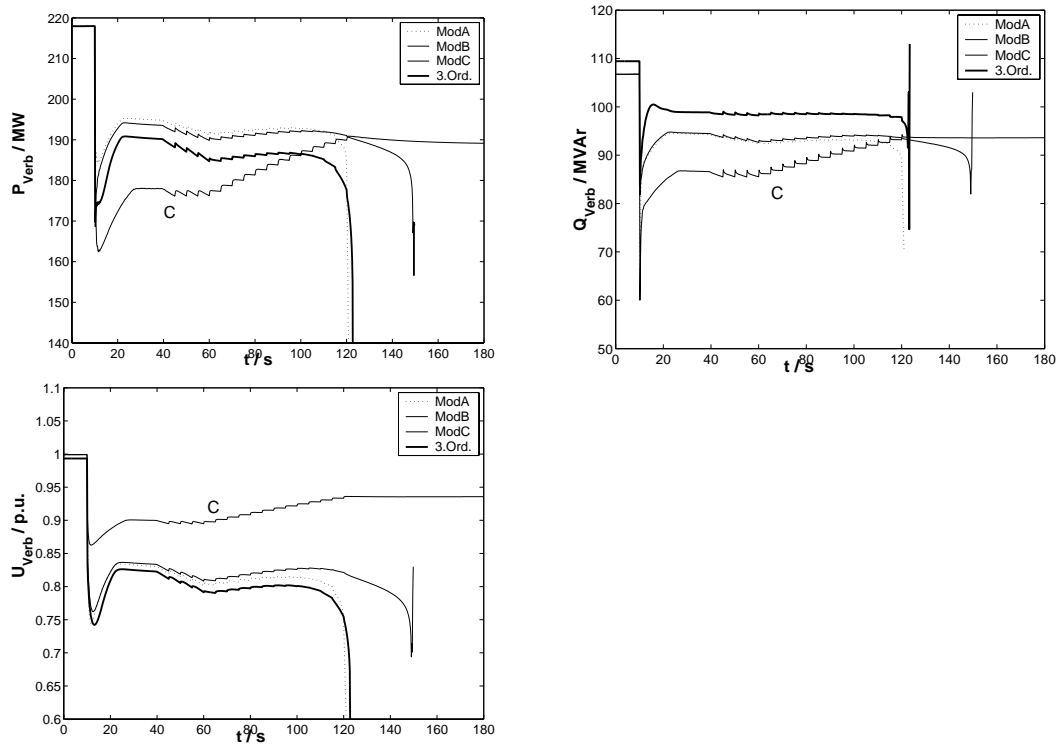 220
210
200
190
180
170
160
150
140
P_Verb / MW
0 20 40 60 80 100 120 140 160 180
t / s
ModA
ModB
ModC
3.Ord.
C
120
110
100
90
80
70
60
50
Q_Verb / MVAr
0 20 40 60 80 100 120 140 160 180
t / s
ModA
ModB
ModC
3.Ord.
C
1.1
1.05
1
0.95
0.9
0.85
0.8
0.75
0.7
0.65
0.6
U_Verb / p.u.
0 20 40 60 80 100 120 140 160 180
t / s
ModA
ModB
ModC
3.Ord.
C